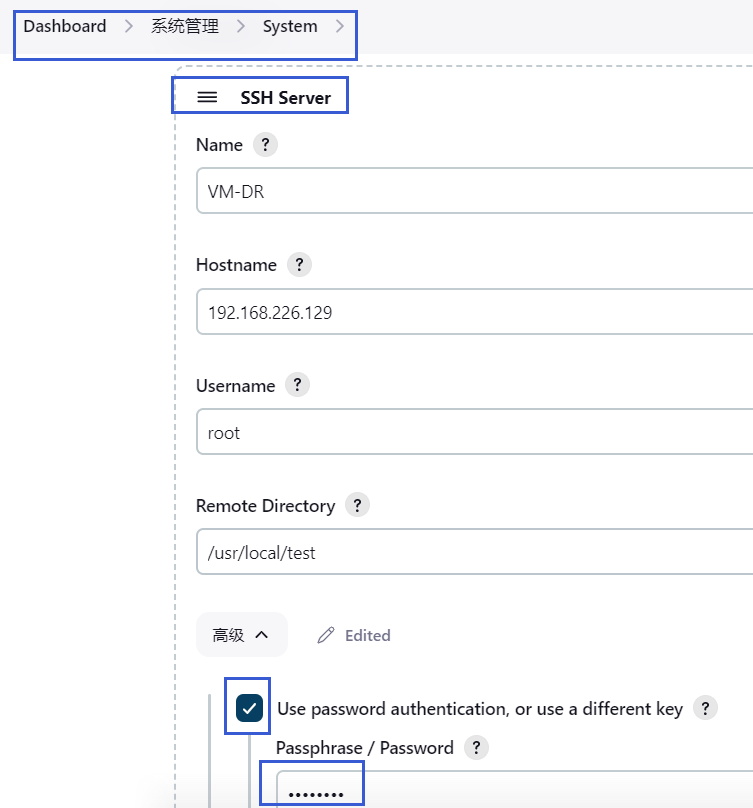 Dashboard > 系统管理 > System >
SSH Server
Name ?
VM-DR
Hostname ?
192.168.226.129
Username ?
root
Remote Directory ?
/usr/local/test
高级 Edited
Use password authentication, or use a different key ?
Passphrase / Password ?
••••••••